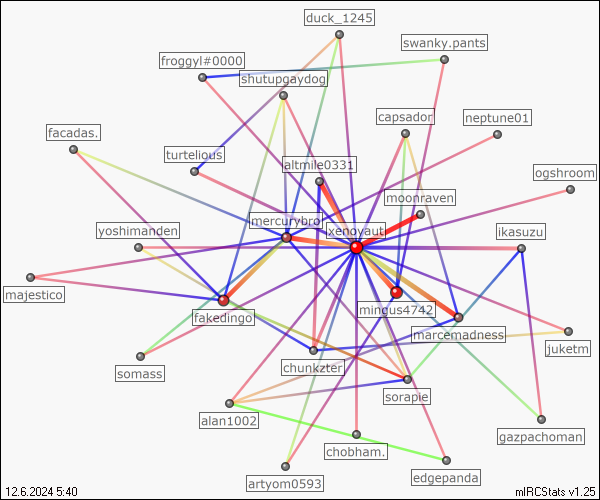 duck_1245
swanky.pants
froggyl#0000
shutupgaydog
capsador
neptune01
facadas.
turtelious
altmile0331
ogshroom
moonraven
mercurybro
xenoyaut
yoshimanden
ikasuzu
majestico
mingus4742
fakedingo
marcemadness
juketm
somass
chunkzter
sorapie
alan1002
gazpachoman
chobham.
edgepanda
artyom0593
12.6.2024 5:40
mIRCStats v1.25